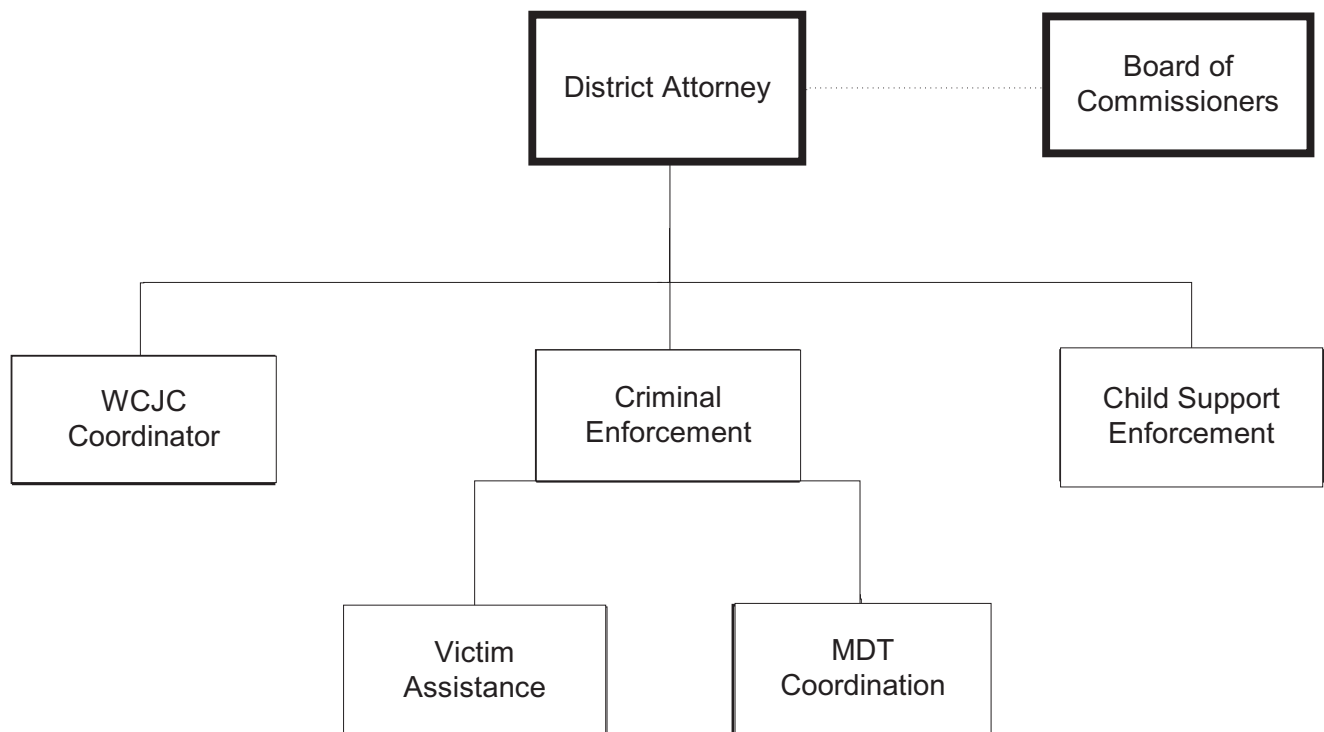 District Attorney
Board of
Commissioners
WCJC
Coordinator
Criminal
Enforcement
Child Support
Enforcement
Victim
Assistance
MDT
Coordination